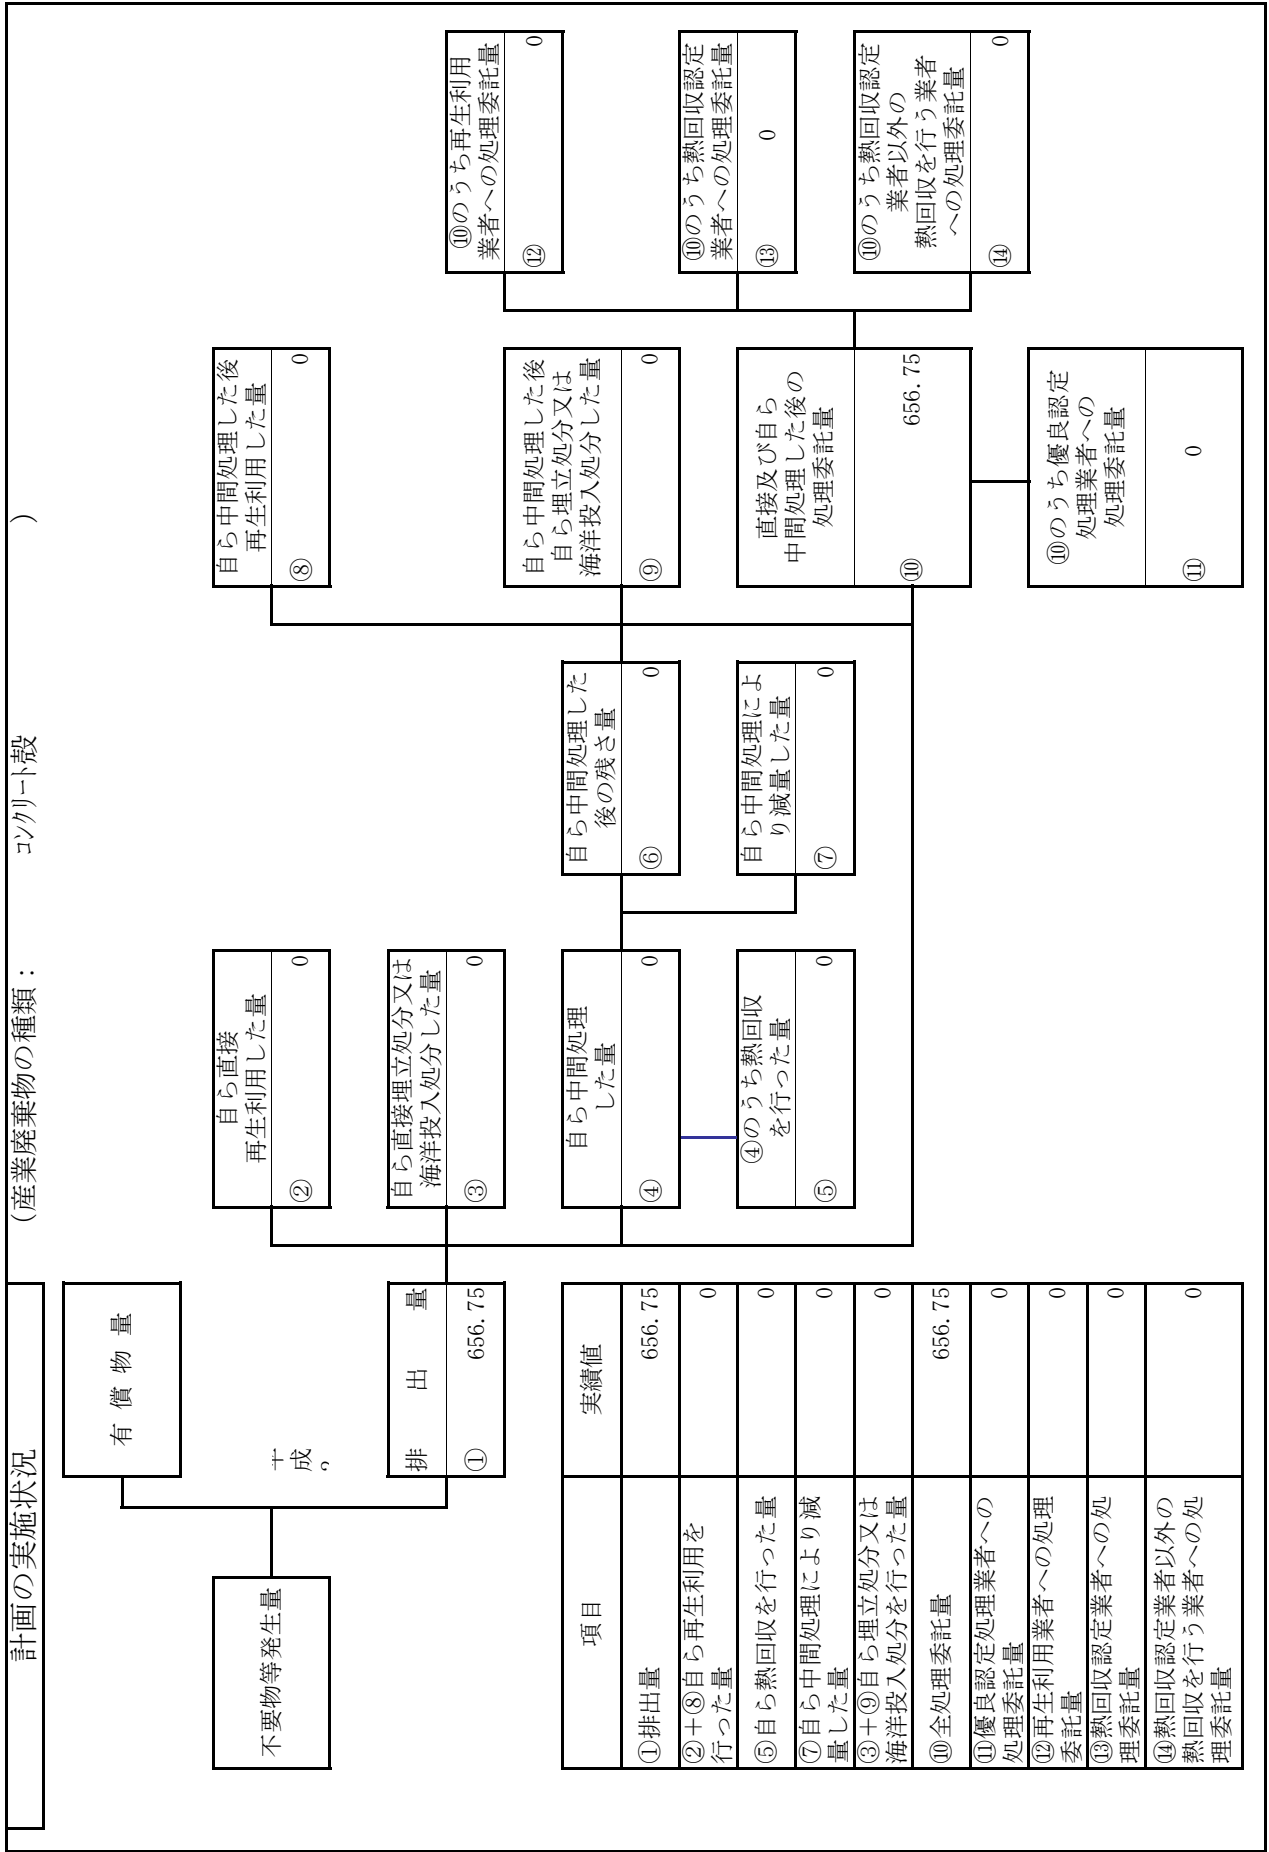 計画の実施状況
(産業廃棄物の種類： コンクリート殻 )
不要物等発生量
有償物量
成
排出量
① 656.75
自ら直接
再生利用した量
② 0
自ら直接埋立処分又は
海洋投入処分した量
③ 0
自ら中間処理
した量
④ 0
④のうち熱回収
を行った量
⑤ 0
自ら中間処理した
後の残さ量
⑥ 0
自ら中間処理によ
り減量した量
⑦ 0
自ら中間処理した後
再生利用した量
⑧ 0
自ら中間処理した後
自ら埋立処分又は
海洋投入処分した量
⑨ 0
直接及び自ら
中間処理した後の
処理委託量
⑩ 656.75
⑩のうち優良認定
処理業者への
処理委託量
⑪ 0
⑩のうち再生利用
業者への処理委託量
⑫ 0
⑩のうち熱回収認定
業者への処理委託量
⑬ 0
⑩のうち熱回収認定
業者以外の
熱回収を行う業者
への処理委託量
⑭ 0
項目 実績値
①排出量 656.75
②＋⑧自ら再生利用を
行った量 0
⑤自ら熱回収を行った量 0
⑦自ら中間処理により減
量した量 0
③＋⑨自ら埋立処分又は
海洋投入処分を行った量 0
⑩全処理委託量 656.75
⑪優良認定処理業者への
処理委託量 0
⑫再生利用業者への処理
委託量 0
⑬熱回収認定業者への処
理委託量 0
⑭熱回収認定業者以外の
熱回収を行う業者への処
理委託量 0